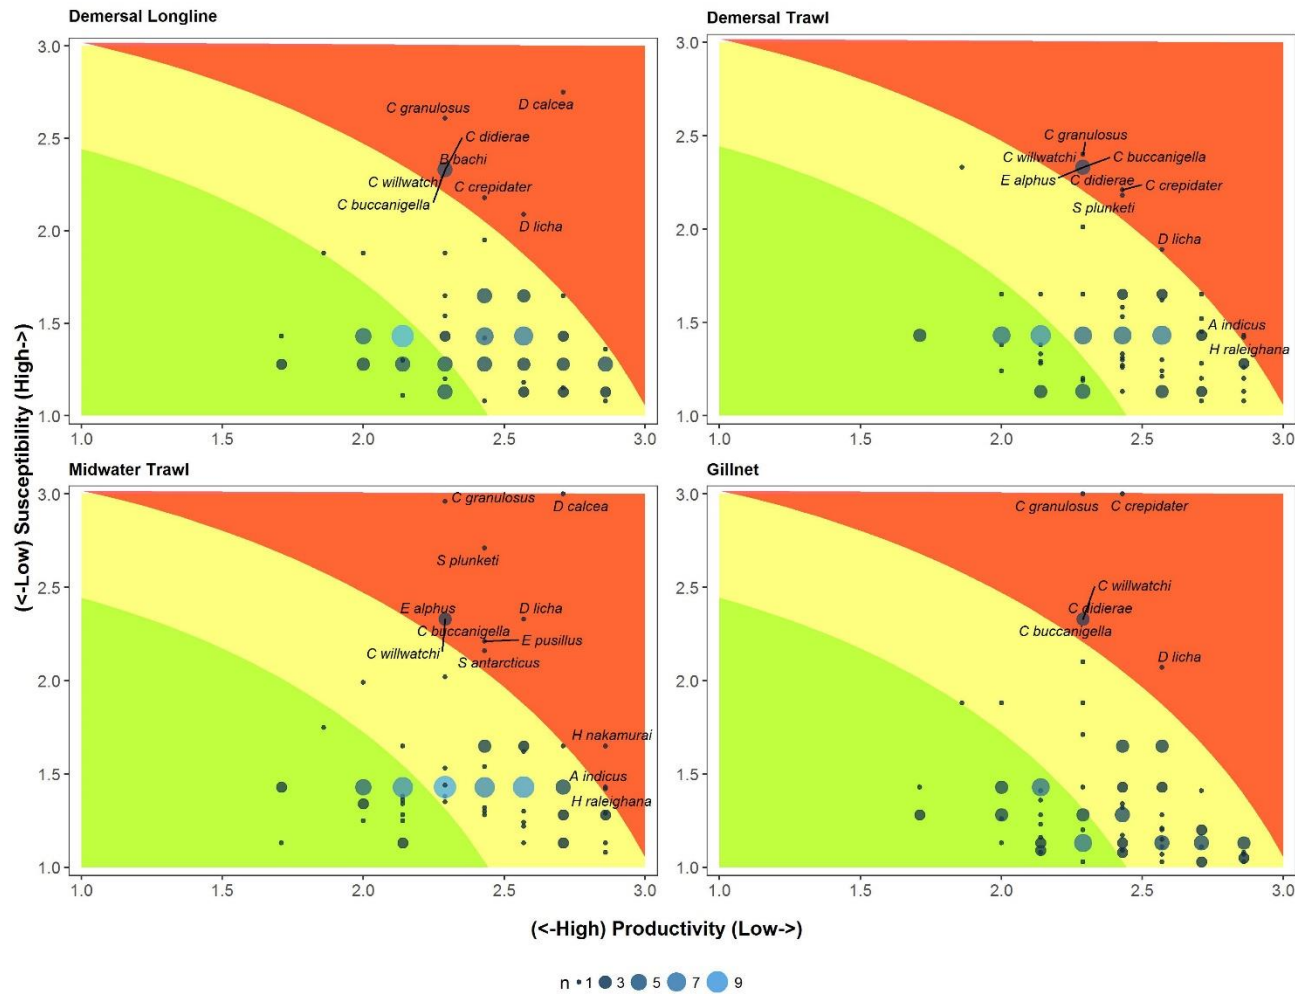 Demersal Longline
3.0
2.5
2.0
1.5
1.0
1.0
1.5
2.0
2.5
3.0
C granulosus
D calcea
C didierae
B bachi
C willwatchi
C crepidater
C buccanigella
D licha
Demersal Trawl
3.0
2.5
2.0
1.5
1.0
1.0
1.5
2.0
2.5
3.0
C granulosus
C willwatchi
C buccanigella
E alphus
C didierae
C crepidater
S plunketi
D licha
A indicus
H raleighana
Midwater Trawl
3.0
2.5
2.0
1.5
1.0
1.0
1.5
2.0
2.5
3.0
C granulosus
D calcea
S plunketi
E alphus
D licha
C buccanigella
E pusillus
C willwatchi
S antarcticus
H nakamurai
A indicus
H raleighana
Gillnet
3.0
2.5
2.0
1.5
1.0
1.0
1.5
2.0
2.5
3.0
C granulosus
C crepidater
C willwatchi
C didierae
C buccanigella
D licha
(<-Low) Susceptibility (High->)
(<-High) Productivity (Low->)
n 1 3 5 7 9